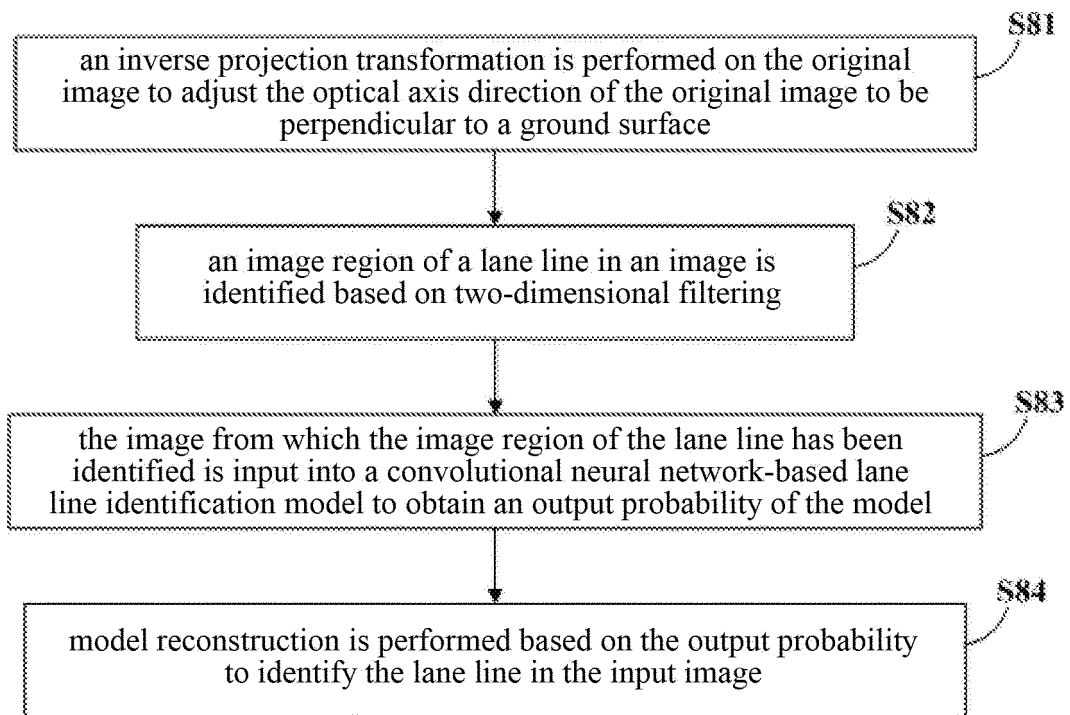 S81
an inverse projection transformation is performed on the original
image to adjust the optical axis direction of the original image to be
perpendicular to a ground surface
S82
an image region of a lane line in an image is
identified based on two-dimensional filtering
S83
the image from which the image region of the lane line has been
identified is input into a convolutional neural network-based lane
line identification model to obtain an output probability of the model
S84
model reconstruction is performed based on the output probability
to identify the lane line in the input image